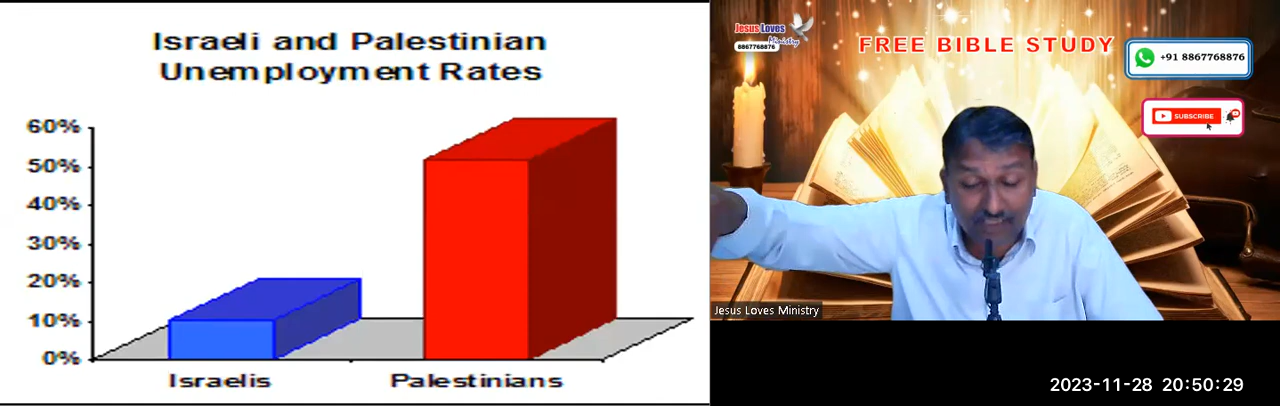 Israeli and Palestinian
Unemployment Rates
60%
50%
40%
30%
20%
10%
0%
Israelis
Palestinians
Jesus Loves
Ministry
8867768876
FREE BIBLE STUDY
+91 8867768876
SUBSCRIBE
Jesus Loves Ministry
2023-11-28 20:50:29